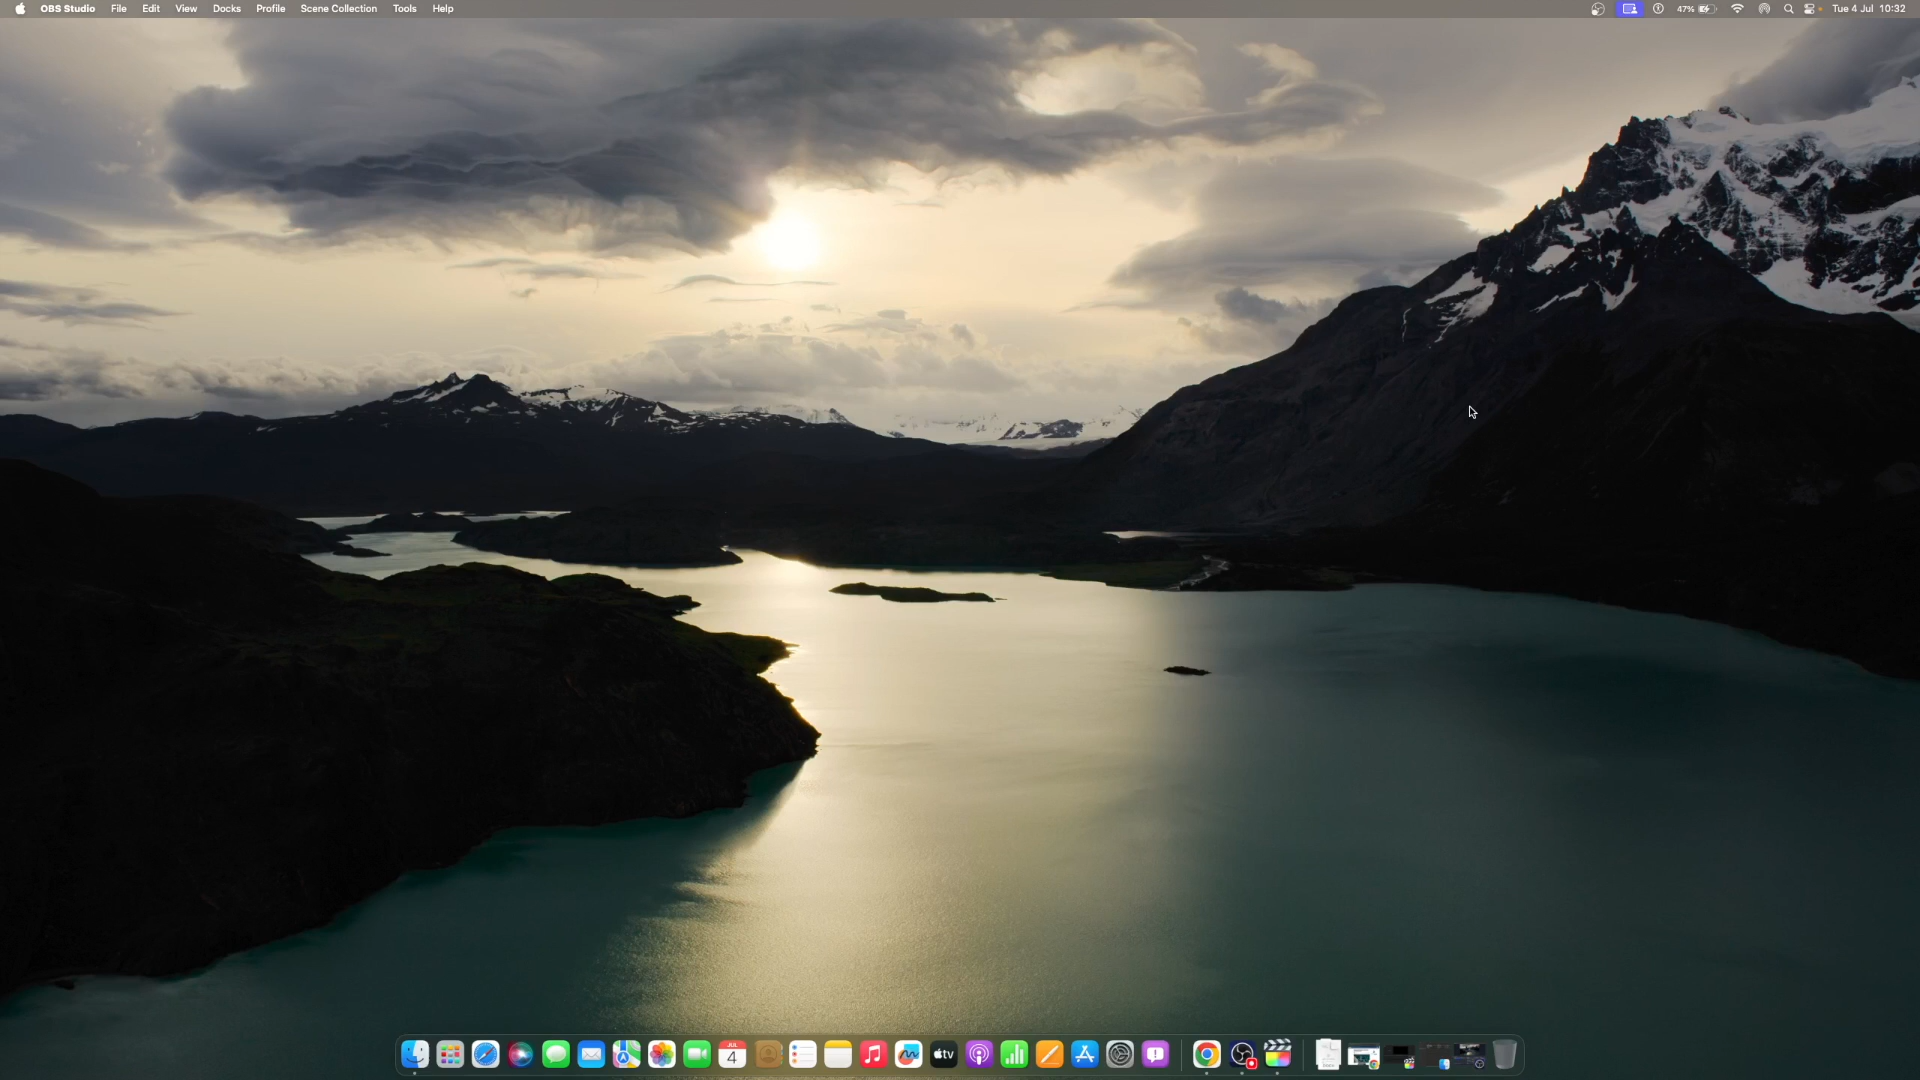 OBS Studio File Edit View Docks Profile Scene Collection Tools Help 47% Tue 4 Jul 10:32
JUL
4
tv